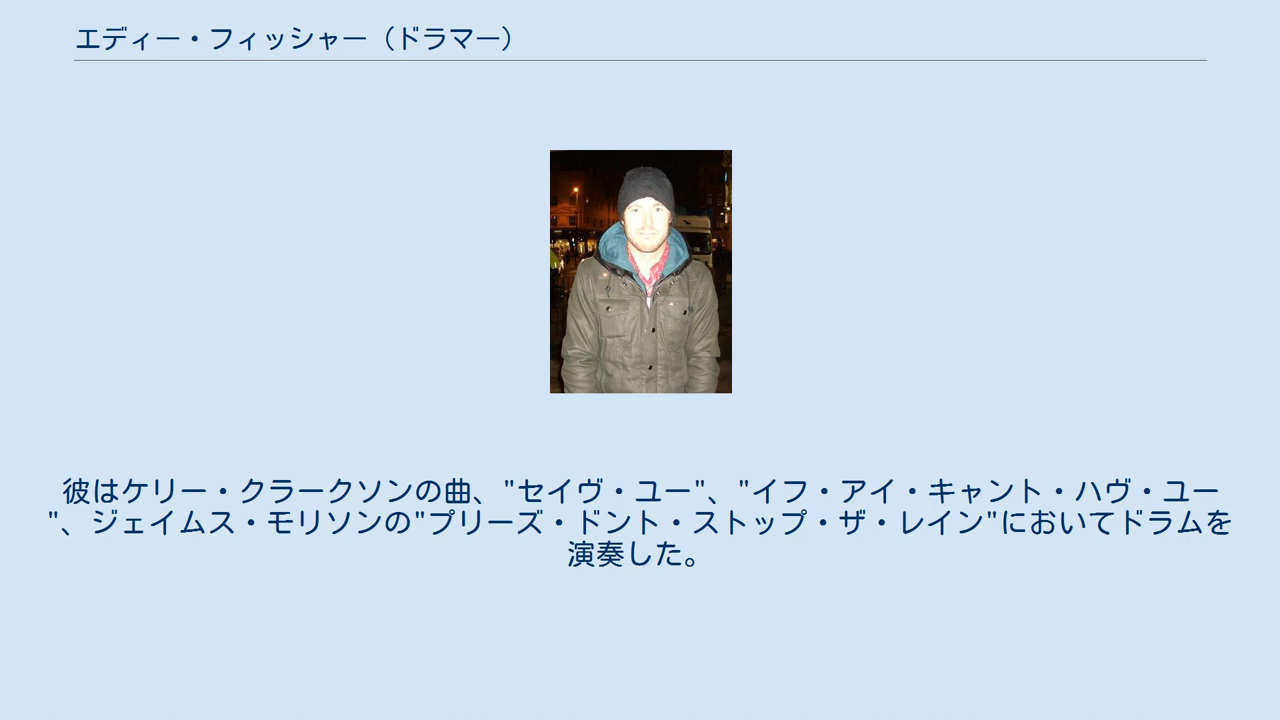 エディー・フィッシャー（ドラマー）
彼はケリー・クラークソンの曲、"セイヴ・ユー"、"イフ・アイ・キャント・ハヴ・ユー
"、ジェイムス・モリソンの"プリーズ・ドント・ストップ・ザ・レイン"においてドラムを
演奏した。